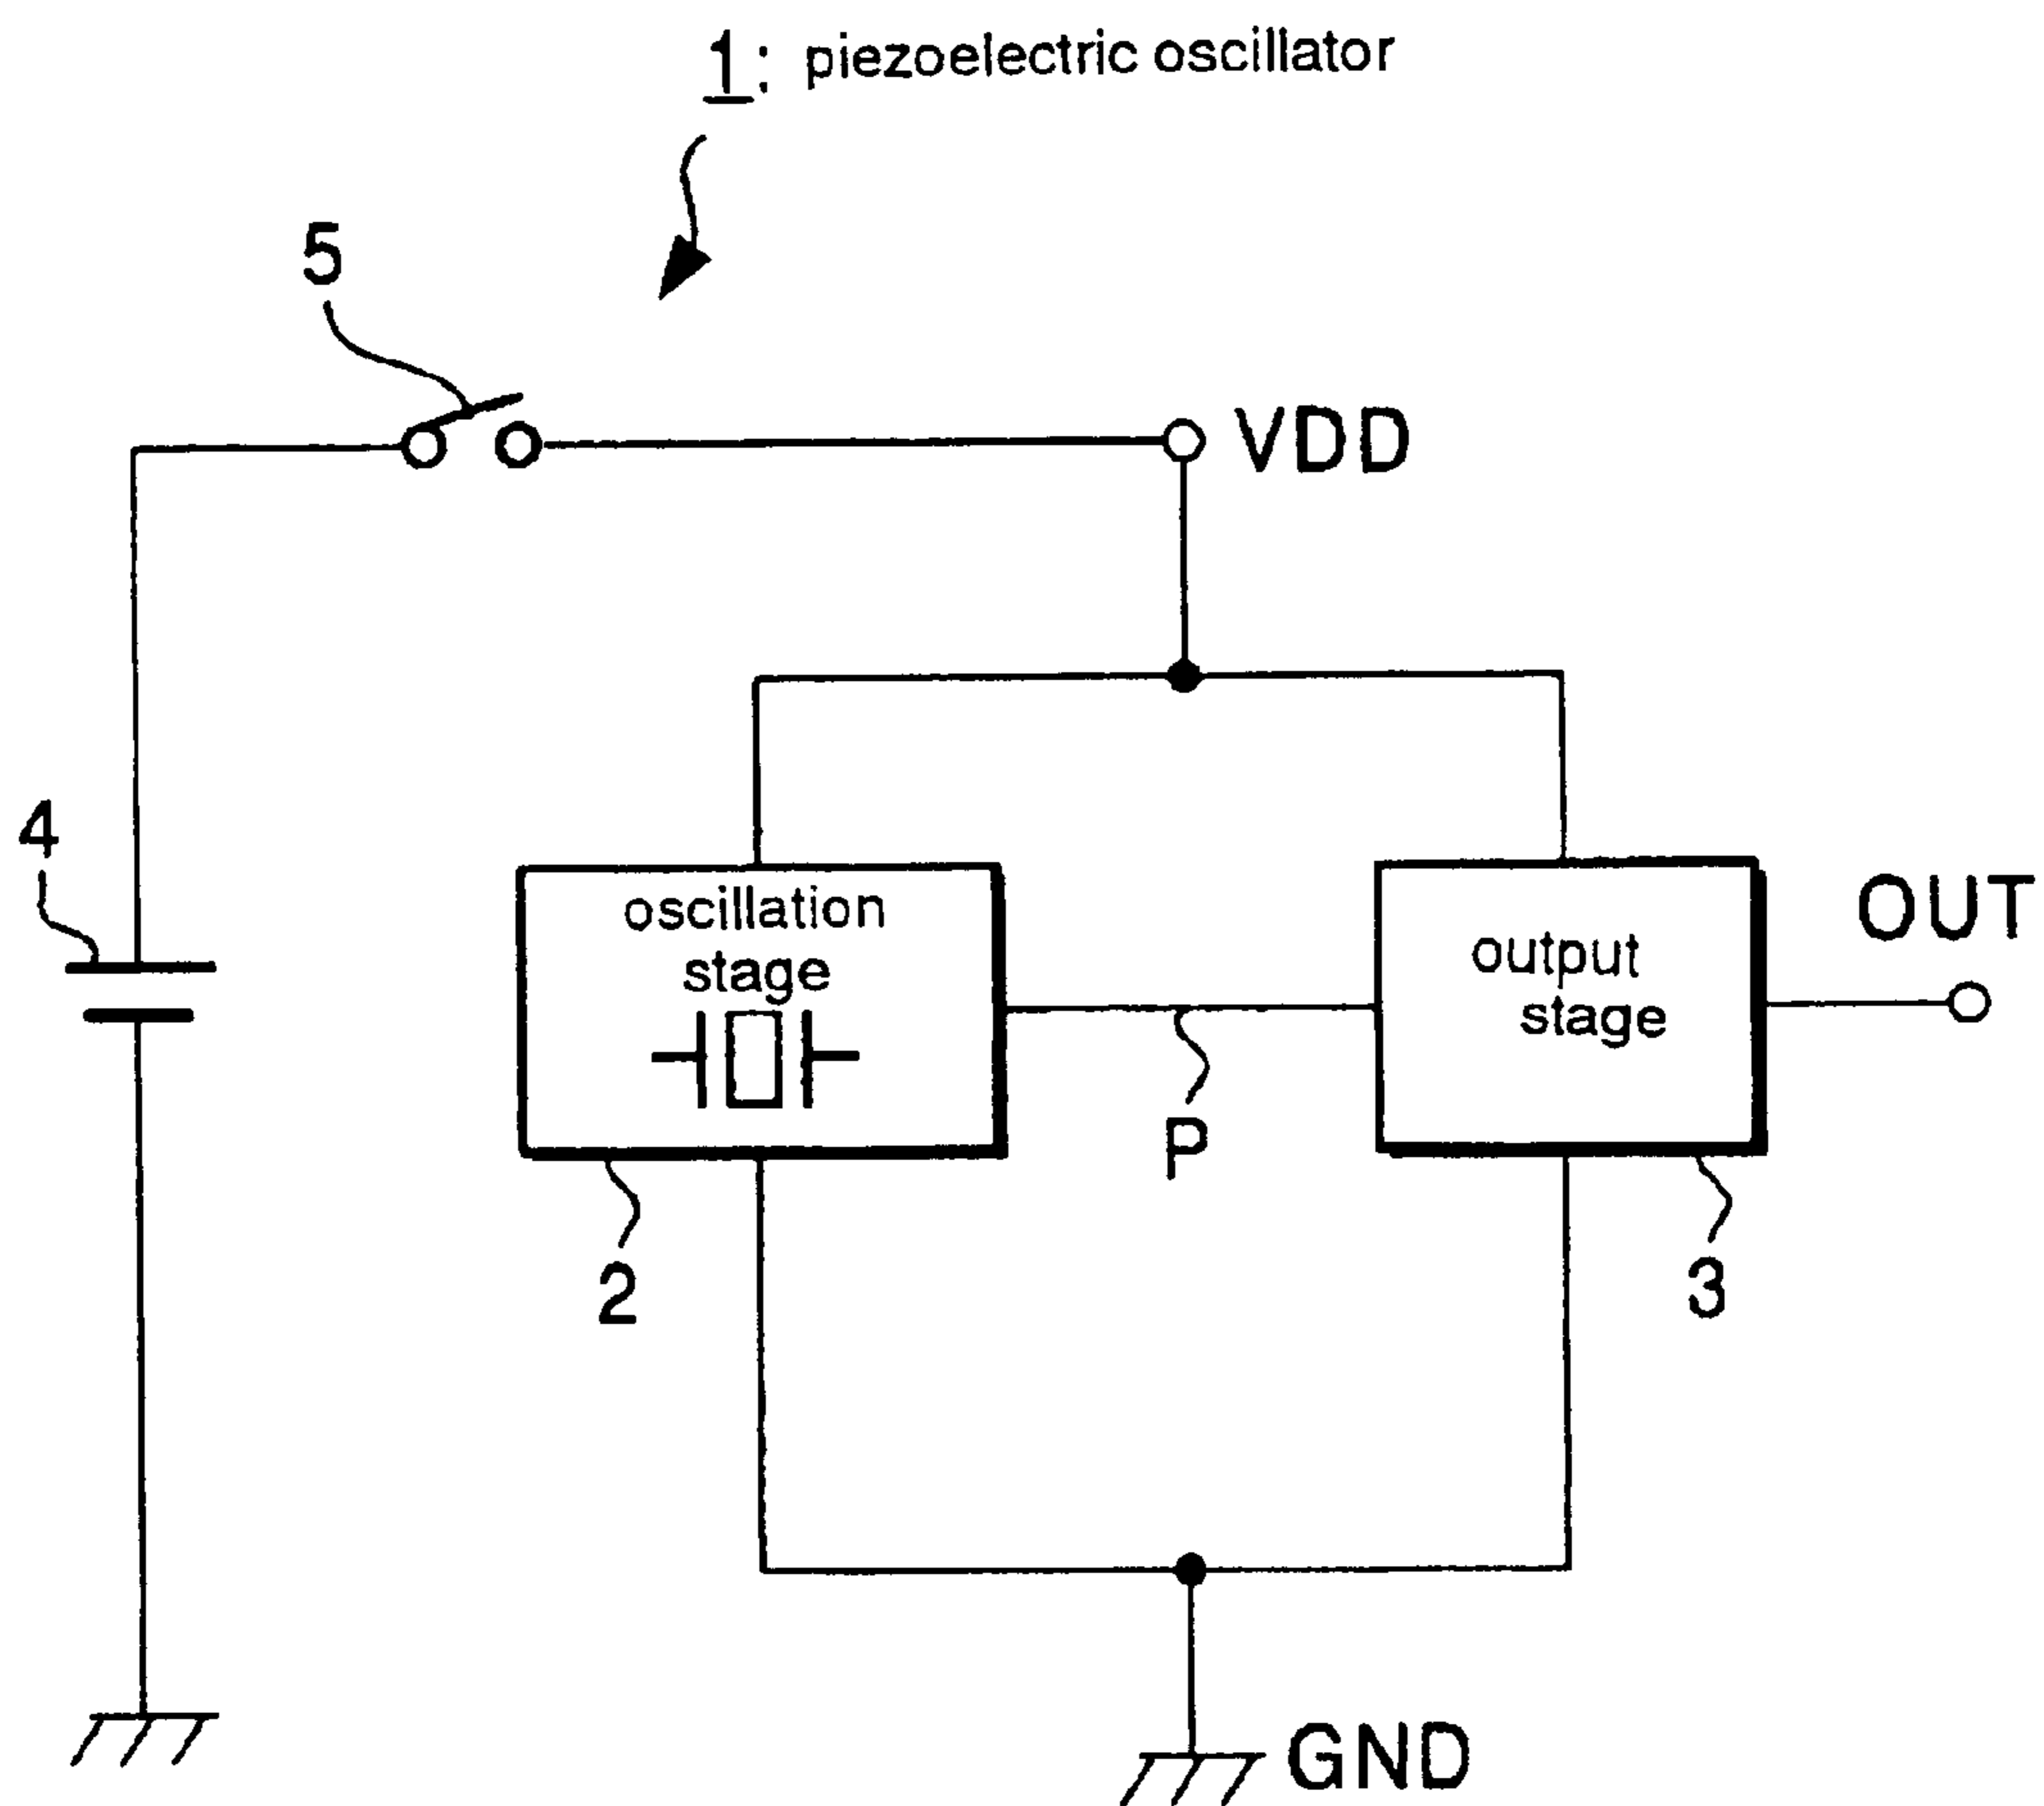 1: piezoelectric oscillator
5
VDD
4
oscillation
stage
output
stage
OUT
P
2
3
GND